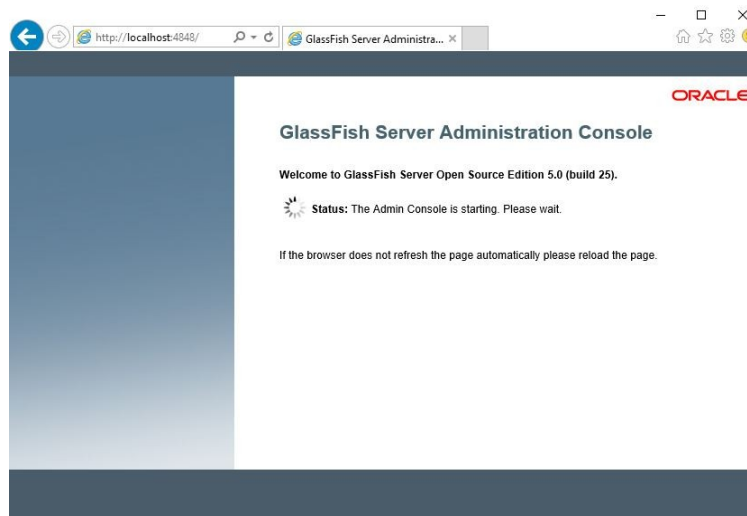 http://localhost:4848/
GlassFish Server Administra...
ORACLE
GlassFish Server Administration Console
Welcome to GlassFish Server Open Source Edition 5.0 (build 25).
Status: The Admin Console is starting. Please wait.
If the browser does not refresh the page automatically please reload the page.